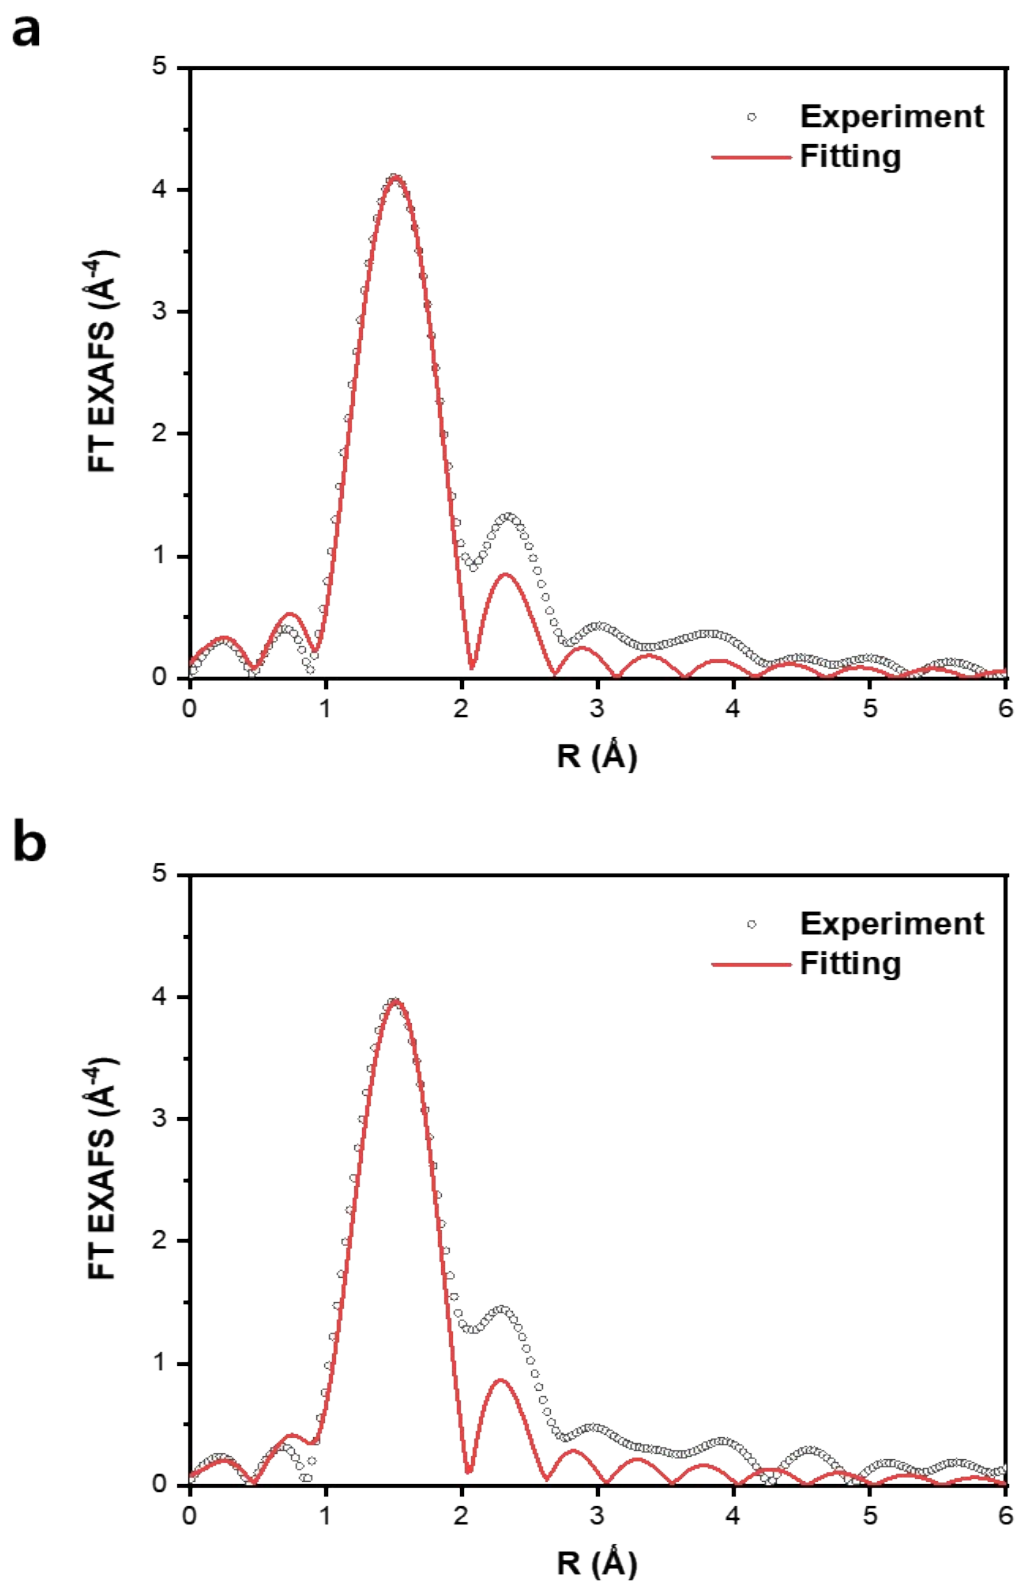 a
5
4
3
2
1
0
0 1 2 3 4 5 6
FT EXAFS (Å⁻⁴)
R (Å)
Experiment
Fitting
b
5
4
3
2
1
0
0 1 2 3 4 5 6
FT EXAFS (Å⁻⁴)
R (Å)
Experiment
Fitting